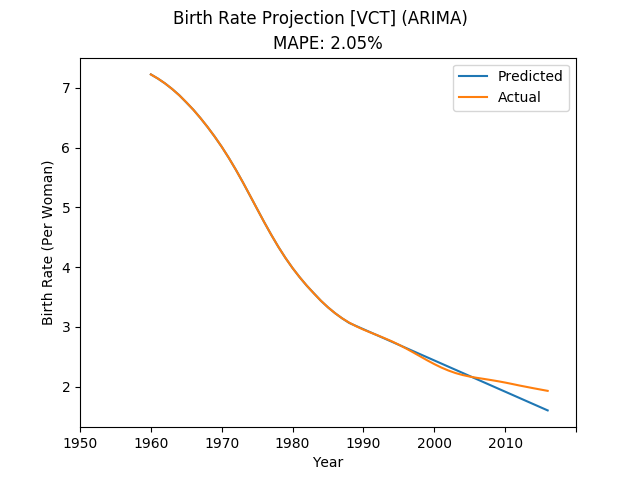 Birth Rate Projection [VCT] (ARIMA)
MAPE: 2.05%
Predicted
Actual
Birth Rate (Per Woman)
7
6
5
4
3
2
1950 1960 1970 1980 1990 2000 2010
Year